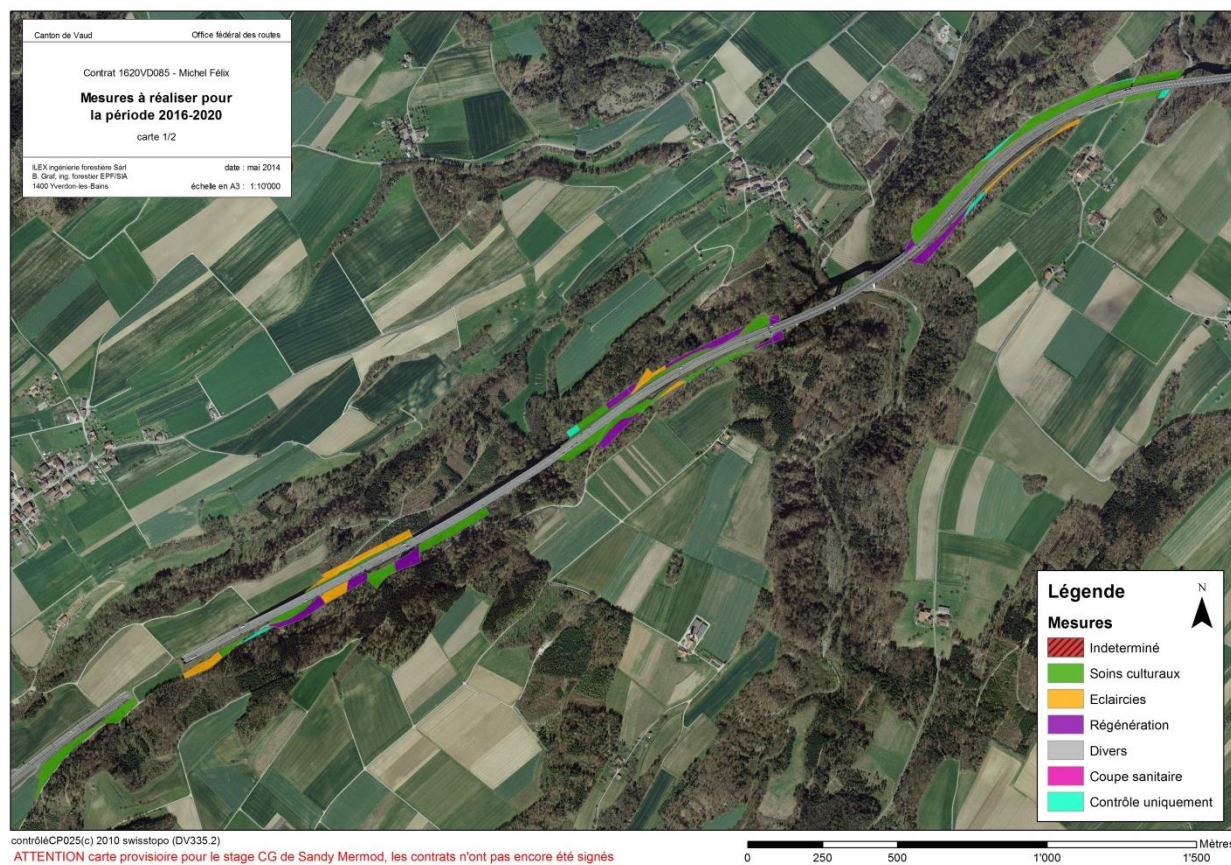 Canton de Vaud Office fédéral des routes
Contrat 1620VD085 - Michel Félix
Mesures à réaliser pour
la période 2016-2020
carte 1/2
ILEX ingénierie forestière Sàrl date : mai 2014
B. Graf, ing. forestier EPF/SIA
1400 Yverdon-les-Bains échelle en A3 : 1:10'000
Légende
N
Mesures
Indeterminé
Soins culturaux
Eclaircies
Régénération
Divers
Coupe sanitaire
Contrôle uniquement
contrôléCP025(c) 2010 swisstopo (DV335.2)
ATTENTION carte provisioire pour le stage CG de Sandy Mermod, les contrats n'ont pas encore été signés
Mètres
0 250 500 1'000 1'500